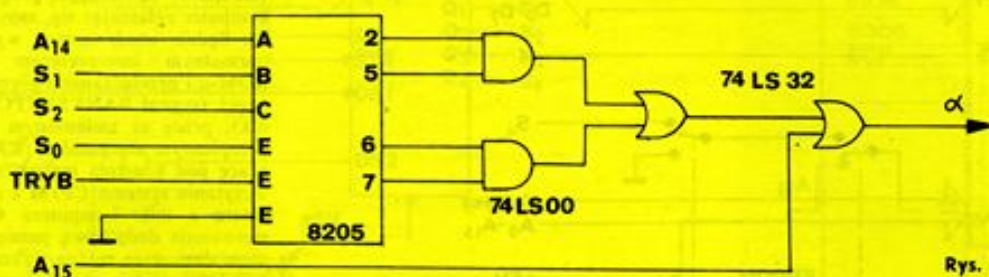 A14 A 2
S1 B 5 74 LS 32
S2 C α
S0 E 6
TRYB E 7
74LS00
E 8205
A15 Rys.